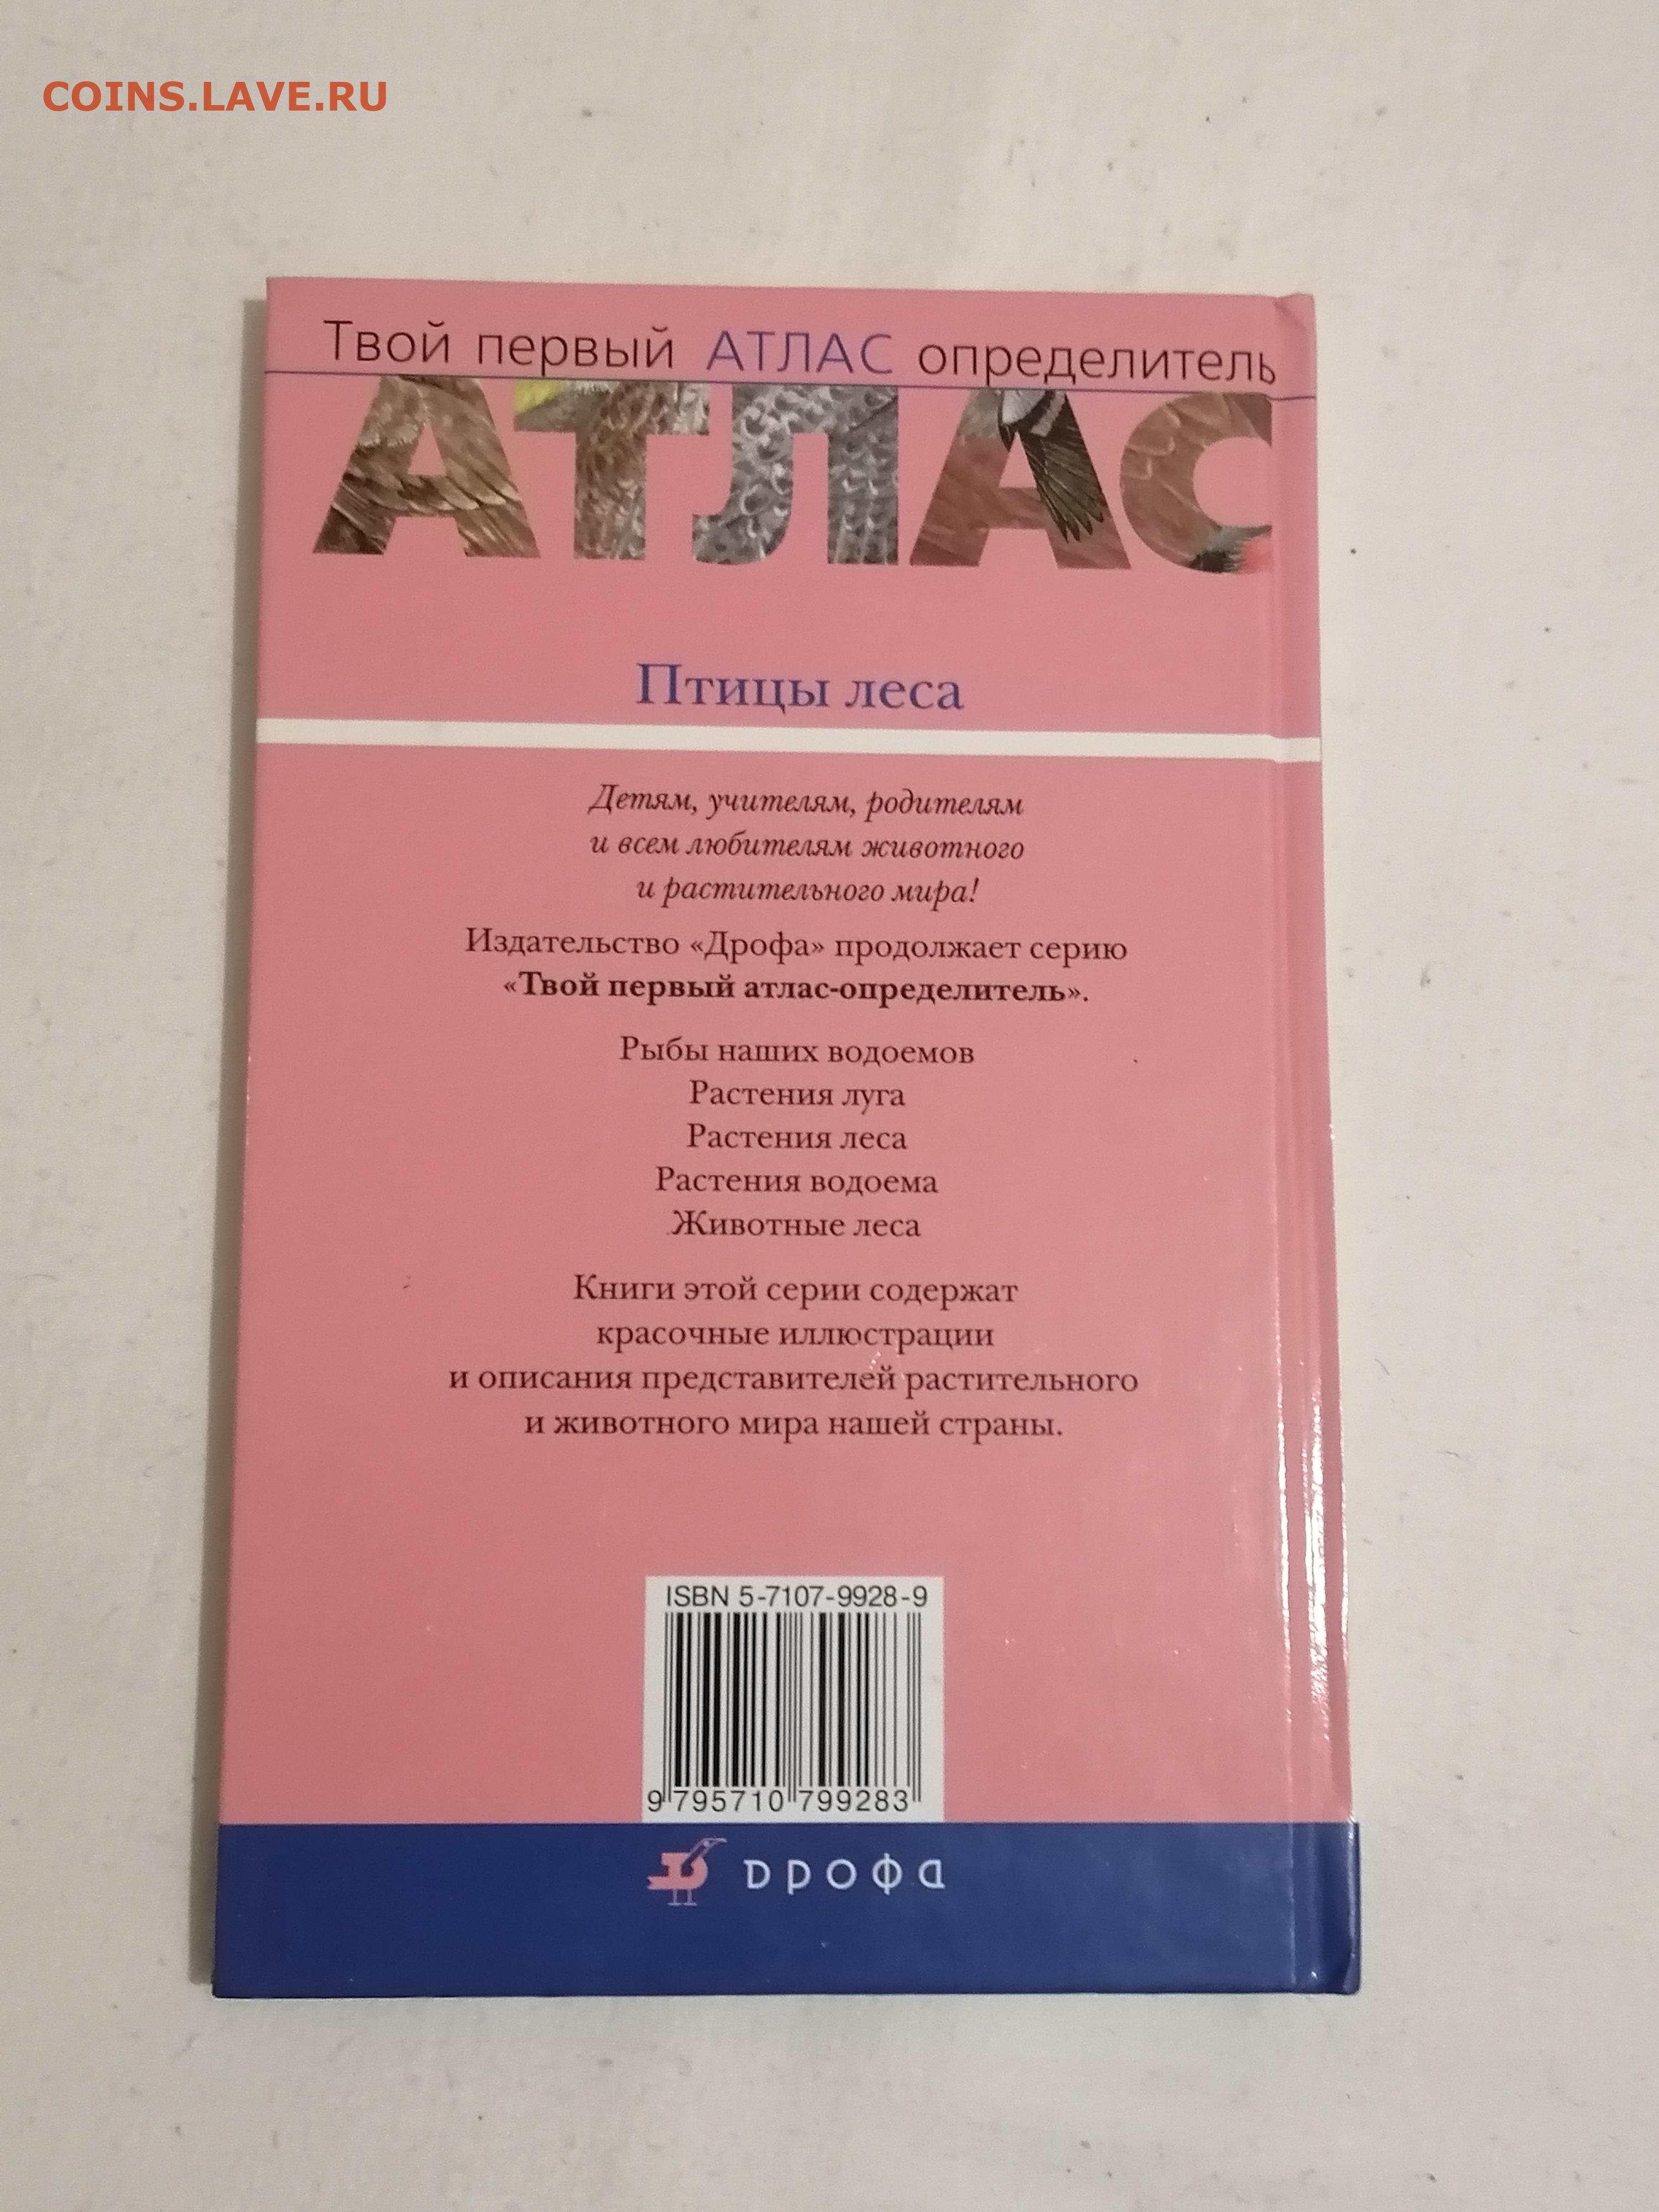 COINS.LAVE.RU
Твой первый АТЛАС определитель
АТЛАС
Птицы леса
Детям, учителям, родителям
и всем любителям животного
и растительного мира!
Издательство «Дрофа» продолжает серию
«Твой первый атлас-определитель».
Рыбы наших водоемов
Растения луга
Растения леса
Растения водоема
Животные леса
Книги этой серии содержат
красочные иллюстрации
и описания представителей растительного
и животного мира нашей страны.
ISBN 5-7107-9928-9
9 795710 799283
дрофа